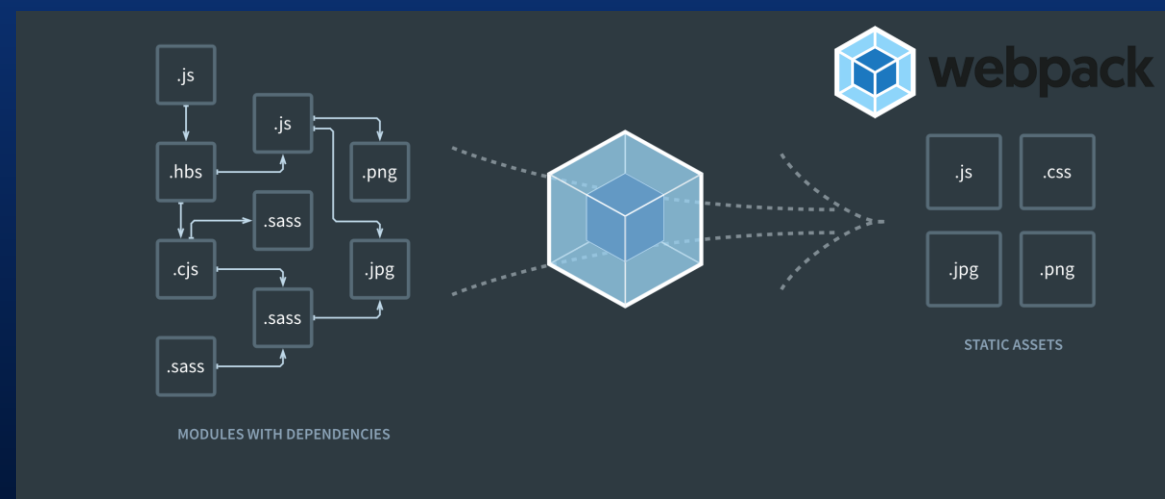 webpack
.js
.js
.hbs
.png
.sass
.cjs
.jpg
.sass
.sass
MODULES WITH DEPENDENCIES
.js
.css
.jpg
.png
STATIC ASSETS